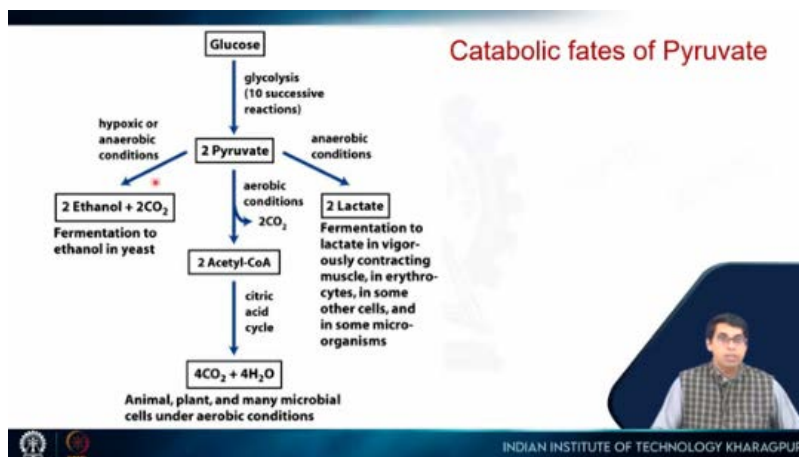 Catabolic fates of Pyruvate
Glucose
glycolysis
(10 successive
reactions)
hypoxic or
anaerobic
conditions
2 Pyruvate
anaerobic
conditions
2 Ethanol + 2CO₂
Fermentation to
ethanol in yeast
aerobic
conditions
2CO₂
2 Lactate
Fermentation to
lactate in vigor-
ously contracting
muscle, in erythro-
cytes, in some
other cells, and
in some micro-
organisms
2 Acetyl-CoA
citric
acid
cycle
4CO₂ + 4H₂O
Animal, plant, and many microbial
cells under aerobic conditions
INDIAN INSTITUTE OF TECHNOLOGY KHARAGPUR